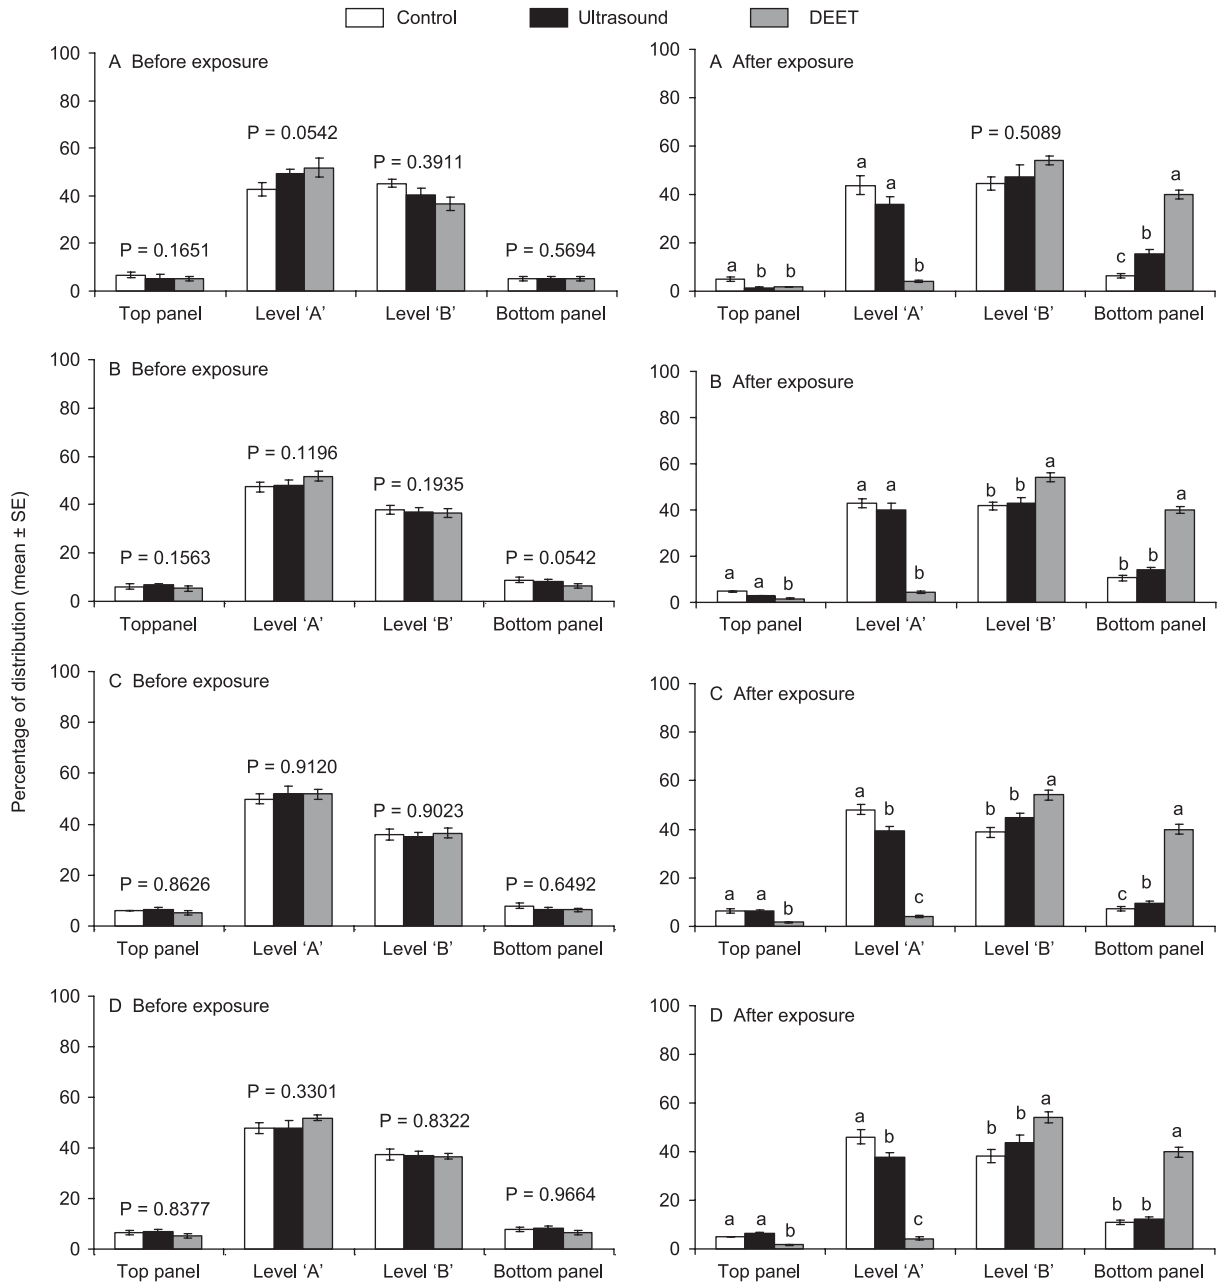 Control Ultrasound DEET
Percentage of distribution (mean ± SE)
A Before exposure
100
80
60
40
20
0
P = 0.1651
P = 0.0542
P = 0.3911
P = 0.5694
Top panel Level ‘A’ Level ‘B’ Bottom panel
A After exposure
100
80
60
40
20
0
a b b
a a b
P = 0.5089
c b a
Top panel Level ‘A’ Level ‘B’ Bottom panel
B Before exposure
100
80
60
40
20
0
P = 0.1563
P = 0.1196
P = 0.1935
P = 0.0542
Toppanel Level ‘A’ Level ‘B’ Bottom panel
B After exposure
100
80
60
40
20
0
a a b
a a b
b b a
b b a
Top panel Level ‘A’ Level ‘B’ Bottom panel
C Before exposure
100
80
60
40
20
0
P = 0.8626
P = 0.9120
P = 0.9023
P = 0.6492
Top panel Level ‘A’ Level ‘B’ Bottom panel
C After exposure
100
80
60
40
20
0
a a b
a b c
b b a
c b a
Top panel Level ‘A’ Level ‘B’ Bottom panel
D Before exposure
100
80
60
40
20
0
P = 0.8377
P = 0.3301
P = 0.8322
P = 0.9664
Top panel Level ‘A’ Level ‘B’ Bottom panel
D After exposure
100
80
60
40
20
0
a a b
a b c
b b a
b b a
Top panel Level ‘A’ Level ‘B’ Bottom panel